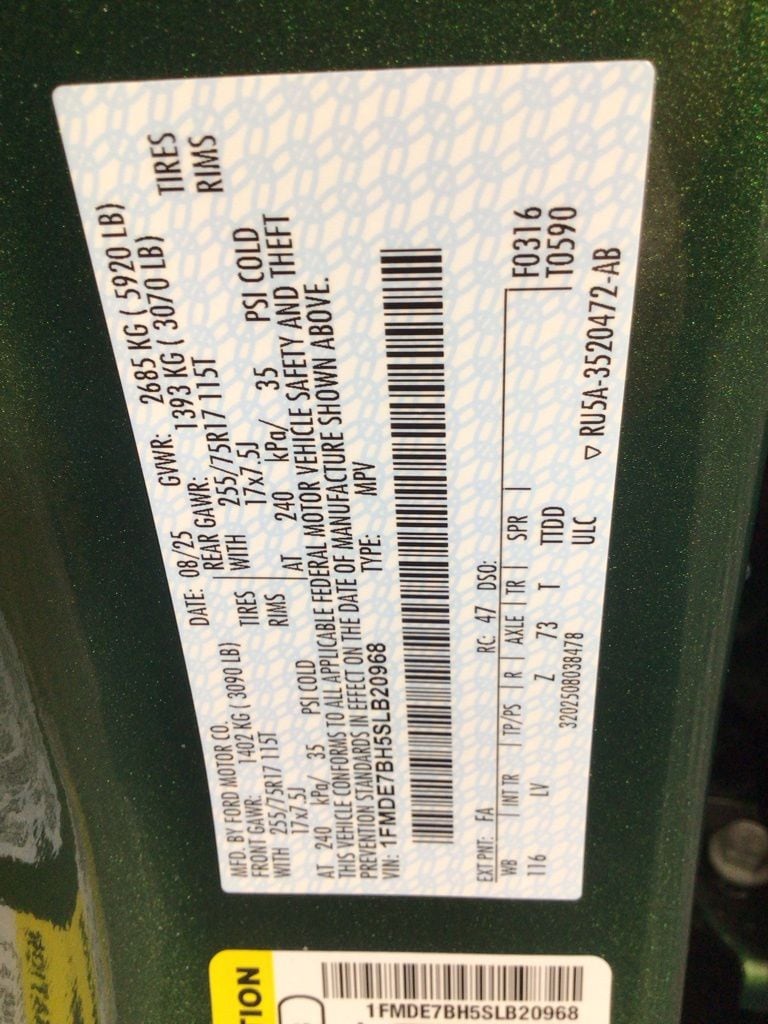 MFD. BY FORD MOTOR CO.
DATE: 08/25 GVWR: 2685 KG ( 5920 LB)
FRONT GAWR: 1402 KG ( 3090 LB)
REAR GAWR: 1393 KG ( 3070 LB)
WITH 255/75R17 115T TIRES
WITH 255/75R17 115T TIRES
17x7.5J RIMS
17x7.5J RIMS
AT 240 kPa/ 35 PSI COLD
AT 240 kPa/ 35 PSI COLD
THIS VEHICLE CONFORMS TO ALL APPLICABLE FEDERAL MOTOR VEHICLE SAFETY AND THEFT
PREVENTION STANDARDS IN EFFECT ON THE DATE OF MANUFACTURE SHOWN ABOVE.
VIN: 1FMDE7BH5SLB20968 TYPE: MPV
EXT PNT: FA RC: 47 DSO: F0316
WB INT TR TP/PS R AXLE TR SPR T0590
116 LV Z 73 T TTDD
ULC
3202508038478
▽ RU5A-3520472-AB
TION
1FMDE7BH5SLB20968